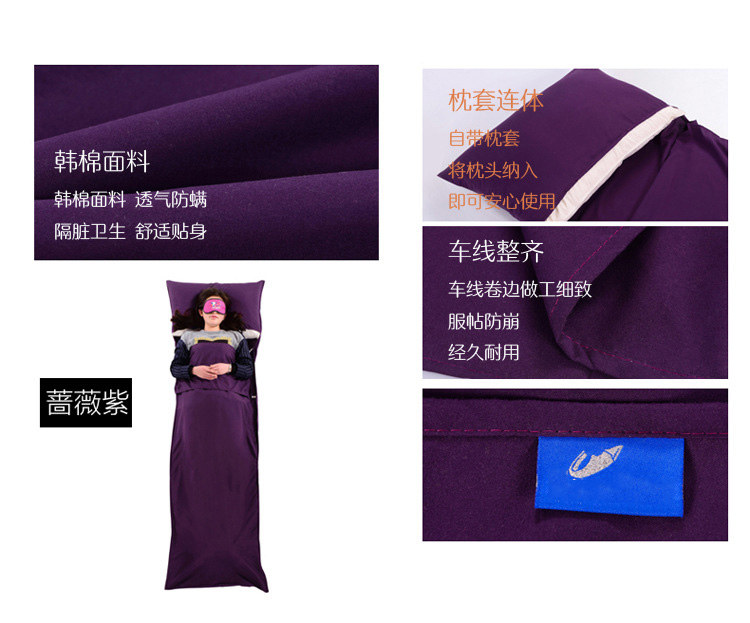 韩棉面料
韩棉面料 透气防螨
隔脏卫生 舒适贴身
枕套连体
自带枕套
将枕头纳入
即可安心使用
车线整齐
车线卷边做工细致
服帖防崩
经久耐用
蔷薇紫